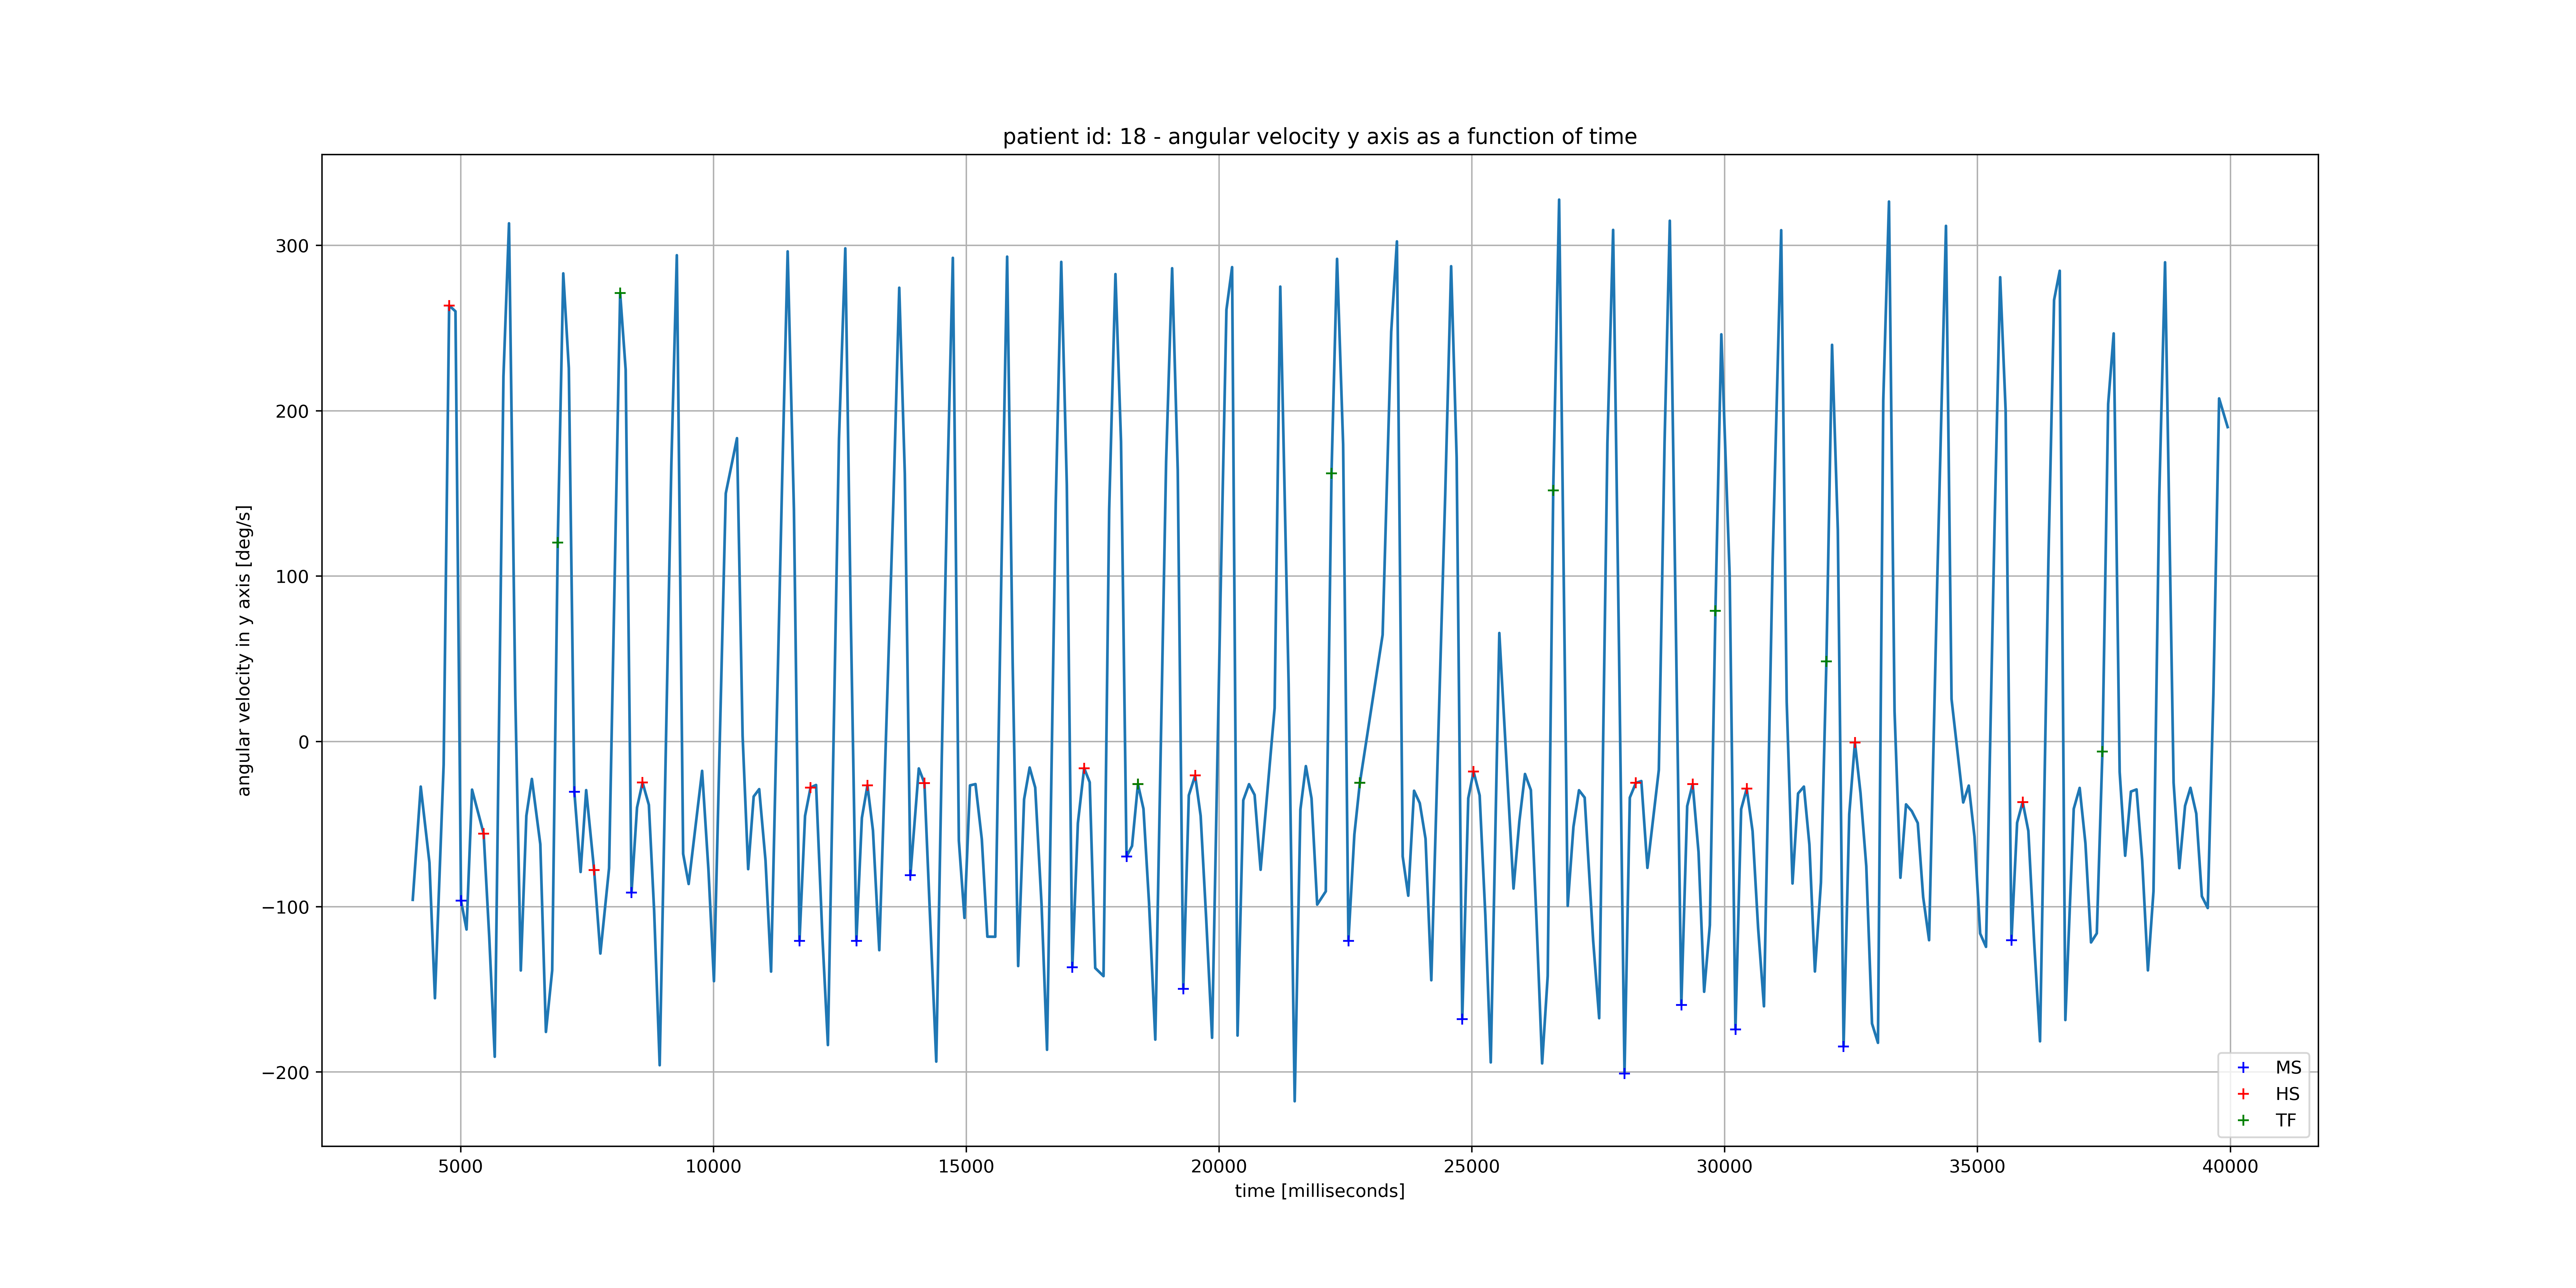 patient id: 18 - angular velocity y axis as a function of time
angular velocity in y axis [deg/s]
300
200
100
0
−100
−200
5000
10000
15000
20000
25000
30000
35000
40000
time [milliseconds]
MS
HS
TF